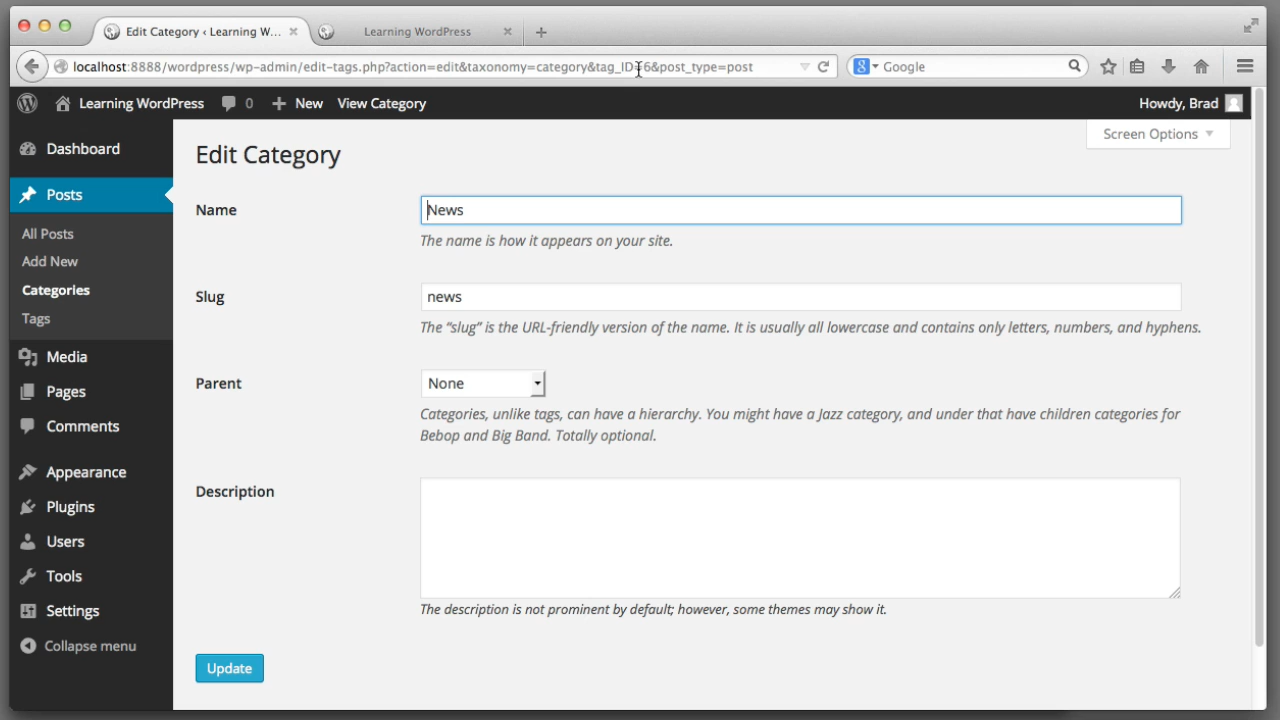 Edit Category ‹ Learning W...
Learning WordPress
localhost:8888/wordpress/wp-admin/edit-tags.php?action=edit&taxonomy=category&tag_ID=6&post_type=post
Google
Learning WordPress
0
New
View Category
Howdy, Brad
Screen Options
Dashboard
Posts
All Posts
Add New
Categories
Tags
Media
Pages
Comments
Appearance
Plugins
Users
Tools
Settings
Collapse menu
Edit Category
Name
News
The name is how it appears on your site.
Slug
news
The “slug” is the URL-friendly version of the name. It is usually all lowercase and contains only letters, numbers, and hyphens.
Parent
None
Categories, unlike tags, can have a hierarchy. You might have a Jazz category, and under that have children categories for
Bebop and Big Band. Totally optional.
Description
The description is not prominent by default; however, some themes may show it.
Update